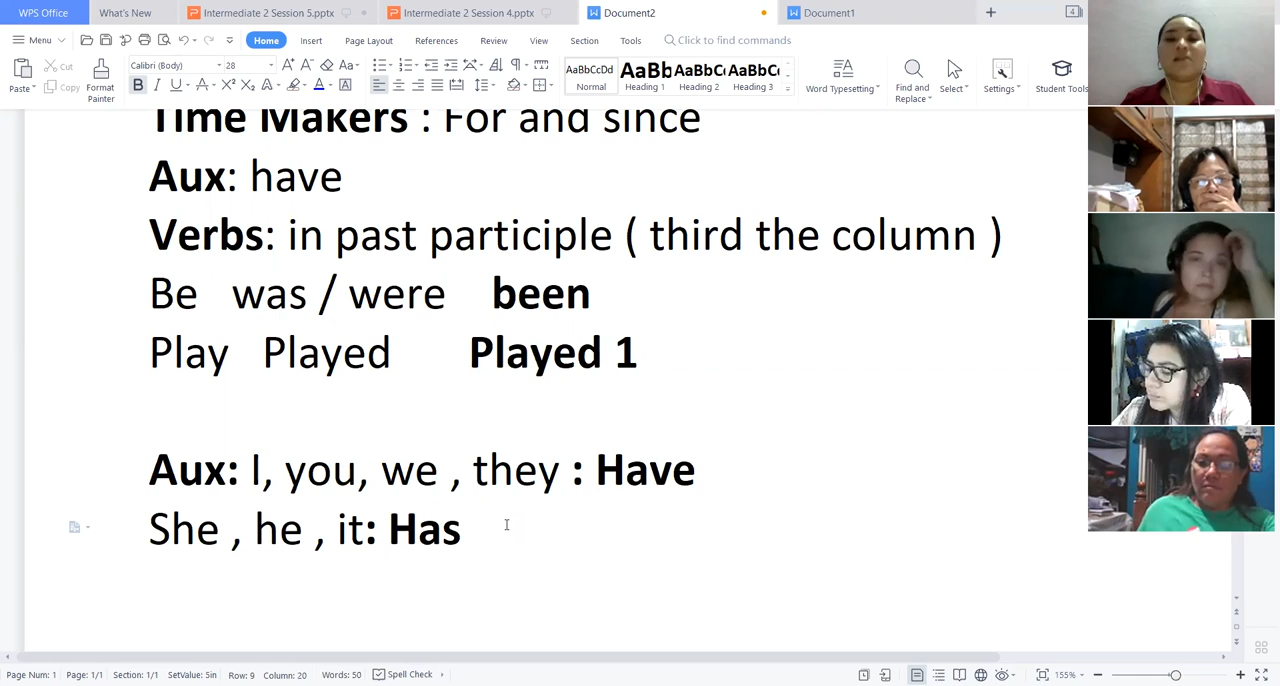 WPS Office What's New Intermediate 2 Session 5.pptx Intermediate 2 Session 4.pptx Document2 Document1 4
Menu Home Insert Page Layout References Review View Section Tools Click to find commands
Calibri (Body) 28
Paste Cut Copy Format Painter AaBbCcDd Normal AaBb Heading 1 AaBbCc Heading 2 AaBbCc Heading 3 Word Typesetting Find and Replace Select Settings Student Tools
Time Makers : For and since
Aux: have
Verbs: in past participle ( third the column )
Be was / were been
Play Played Played 1
Aux: I, you, we , they : Have
She , he , it: Has
Page Num: 1 Page: 1/1 Section: 1/1 SetValue: 5in Row: 9 Column: 20 Words: 50 Spell Check 155%